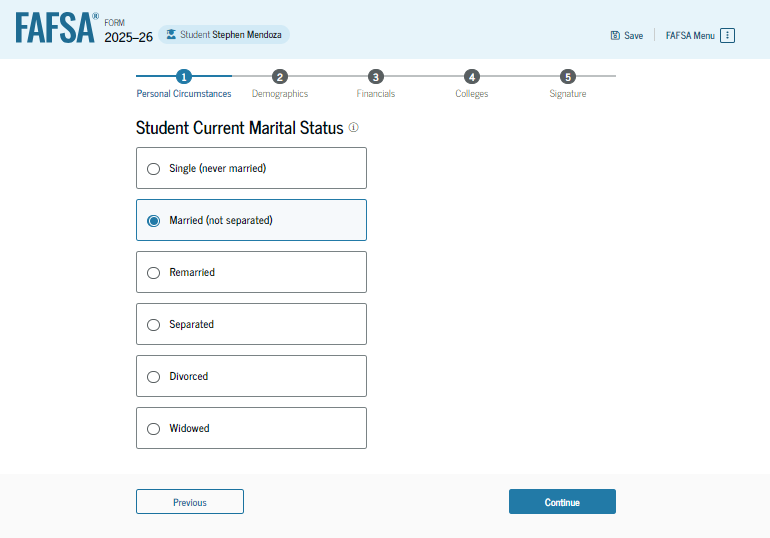 FAFSA® FORM
2025–26
Student Stephen Mendoza
Save
FAFSA Menu
1 2 3 4 5
Personal Circumstances Demographics Financials Colleges Signature
Student Current Marital Status
Single (never married)
Married (not separated)
Remarried
Separated
Divorced
Widowed
Previous
Continue